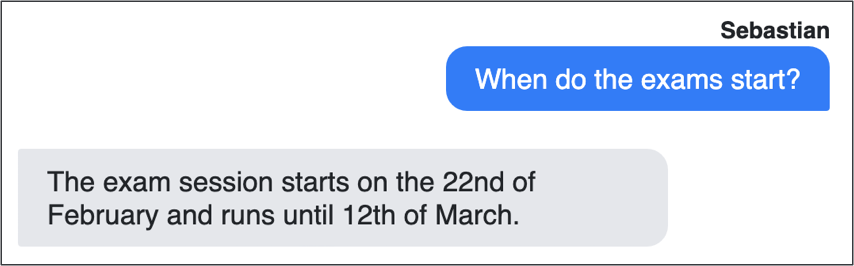 Sebastian
When do the exams start?
The exam session starts on the 22nd of
February and runs until 12th of March.